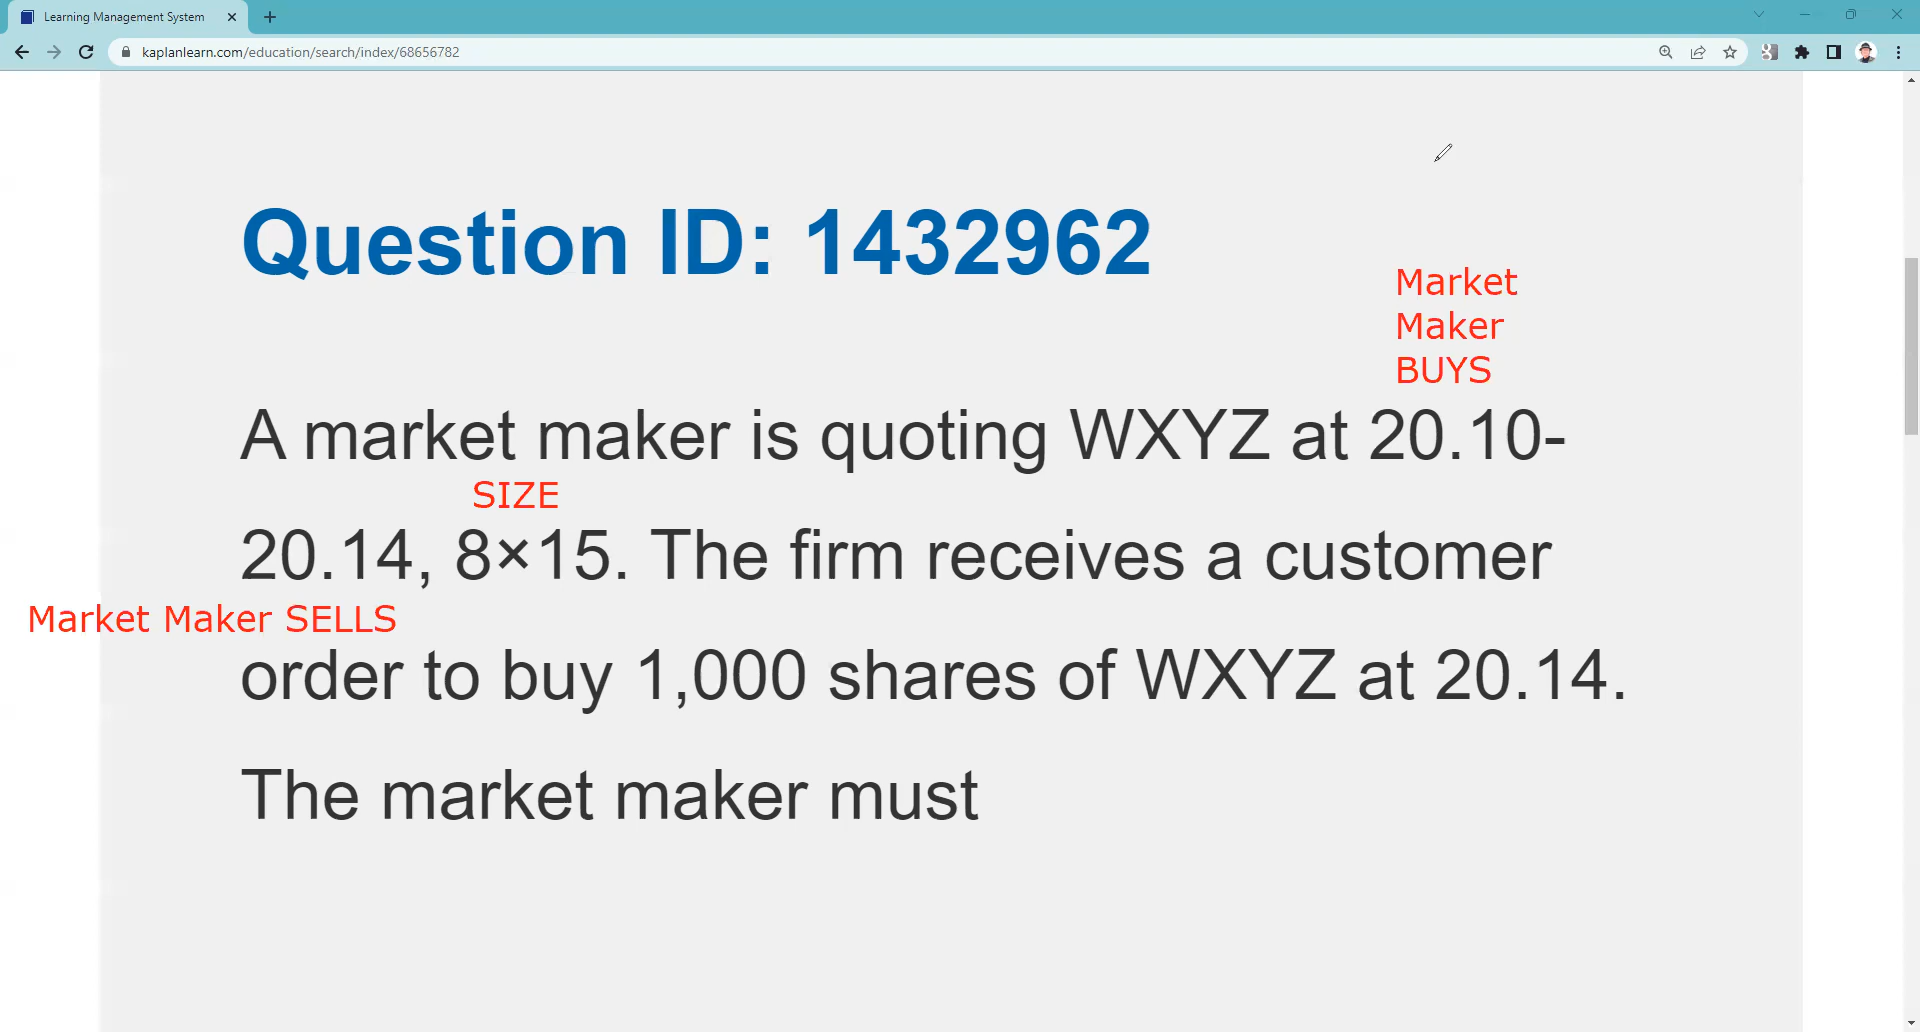 Learning Management System
kaplanlearn.com/education/search/index/68656782
Question ID: 1432962
Market
Maker
BUYS
A market maker is quoting WXYZ at 20.10-
SIZE
20.14, 8×15. The firm receives a customer
Market Maker SELLS
order to buy 1,000 shares of WXYZ at 20.14.
The market maker must